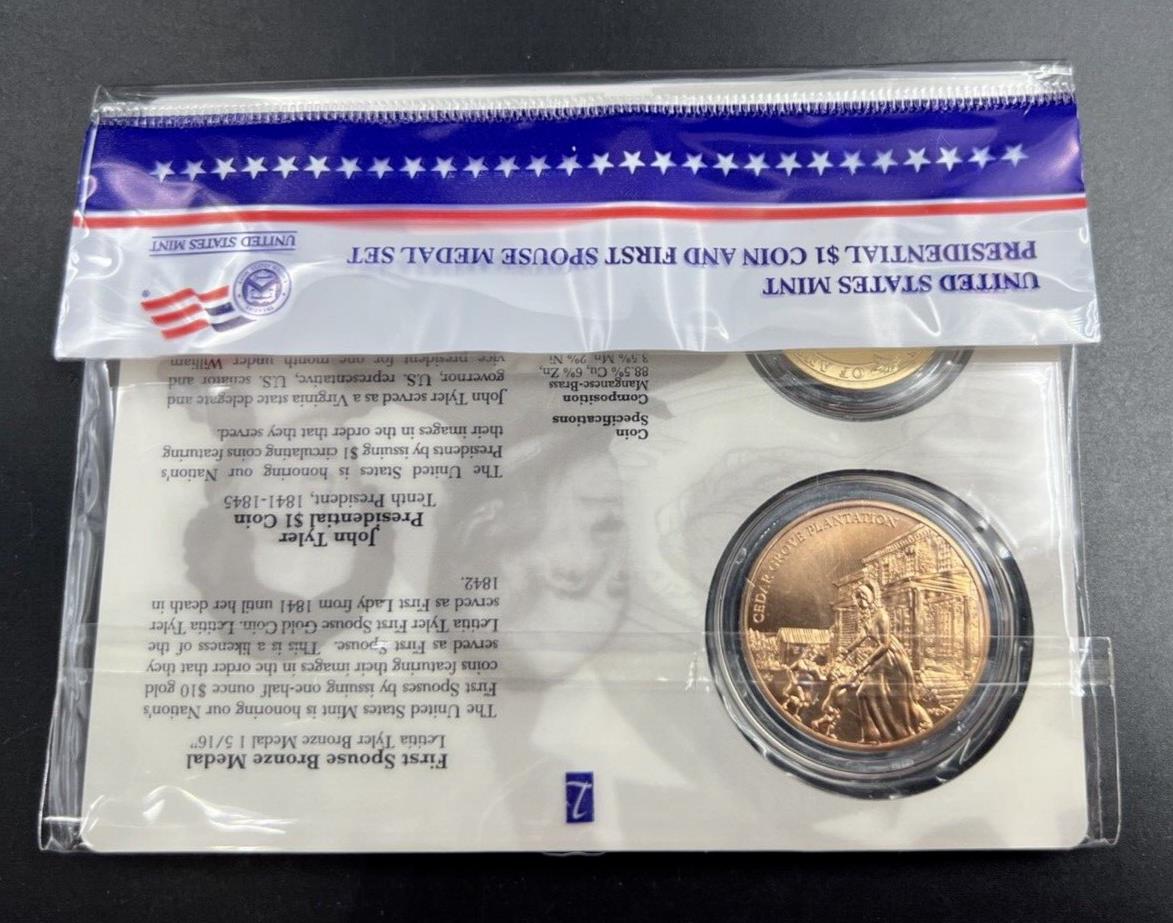 UNITED STATES MINT
PRESIDENTIAL $1 COIN AND FIRST SPOUSE MEDAL SET
UNITED STATES MINT
First Spouse Bronze Medal
Letitia Tyler Bronze Medal 1 5/16"
The United States Mint is honoring our Nation's
First Spouses by issuing one-half ounce $10 gold
coins featuring their images in the order that they
served as First Spouse. This is a likeness of the
Letitia Tyler First Spouse Gold Coin. Letitia Tyler
served as First Lady from 1841 until her death in
1842.
John Tyler
Presidential $1 Coin
Tenth President, 1841-1845
The United States is honoring our Nation's
Presidents by issuing $1 circulating coins featuring
their images in the order that they served.
John Tyler served as a Virginia state delegate and
governor, U.S. representative, U.S. senator and
vice president for one month under William
Coin
Specifications
Composition
Manganese-Brass
88.5% Cu, 6% Zn,
3.5% Mn, 2% Ni
CEDAR GROVE PLANTATION